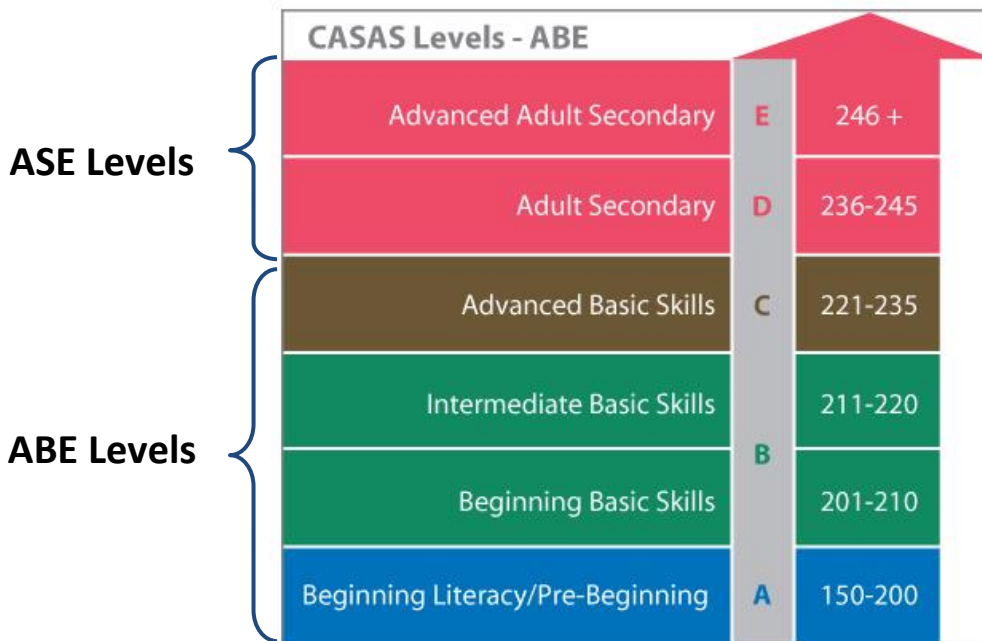 CASAS Levels - ABE
ASE Levels
Advanced Adult Secondary E 246 +
Adult Secondary D 236-245
ABE Levels
Advanced Basic Skills C 221-235
Intermediate Basic Skills 211-220
B
Beginning Basic Skills 201-210
Beginning Literacy/Pre-Beginning A 150-200